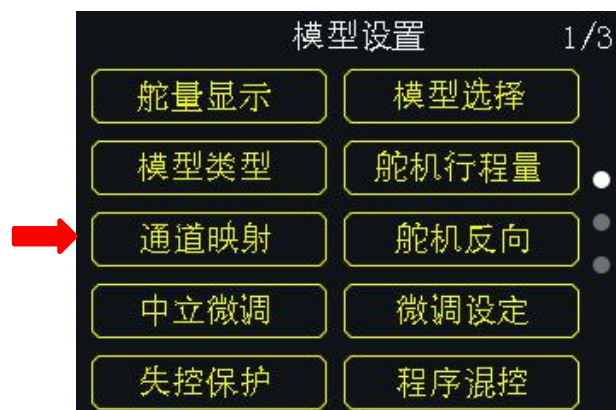 模型设置 1/3
舵量显示 模型选择
模型类型 舵机行程量
通道映射 舵机反向
中立微调 微调设定
失控保护 程序混控